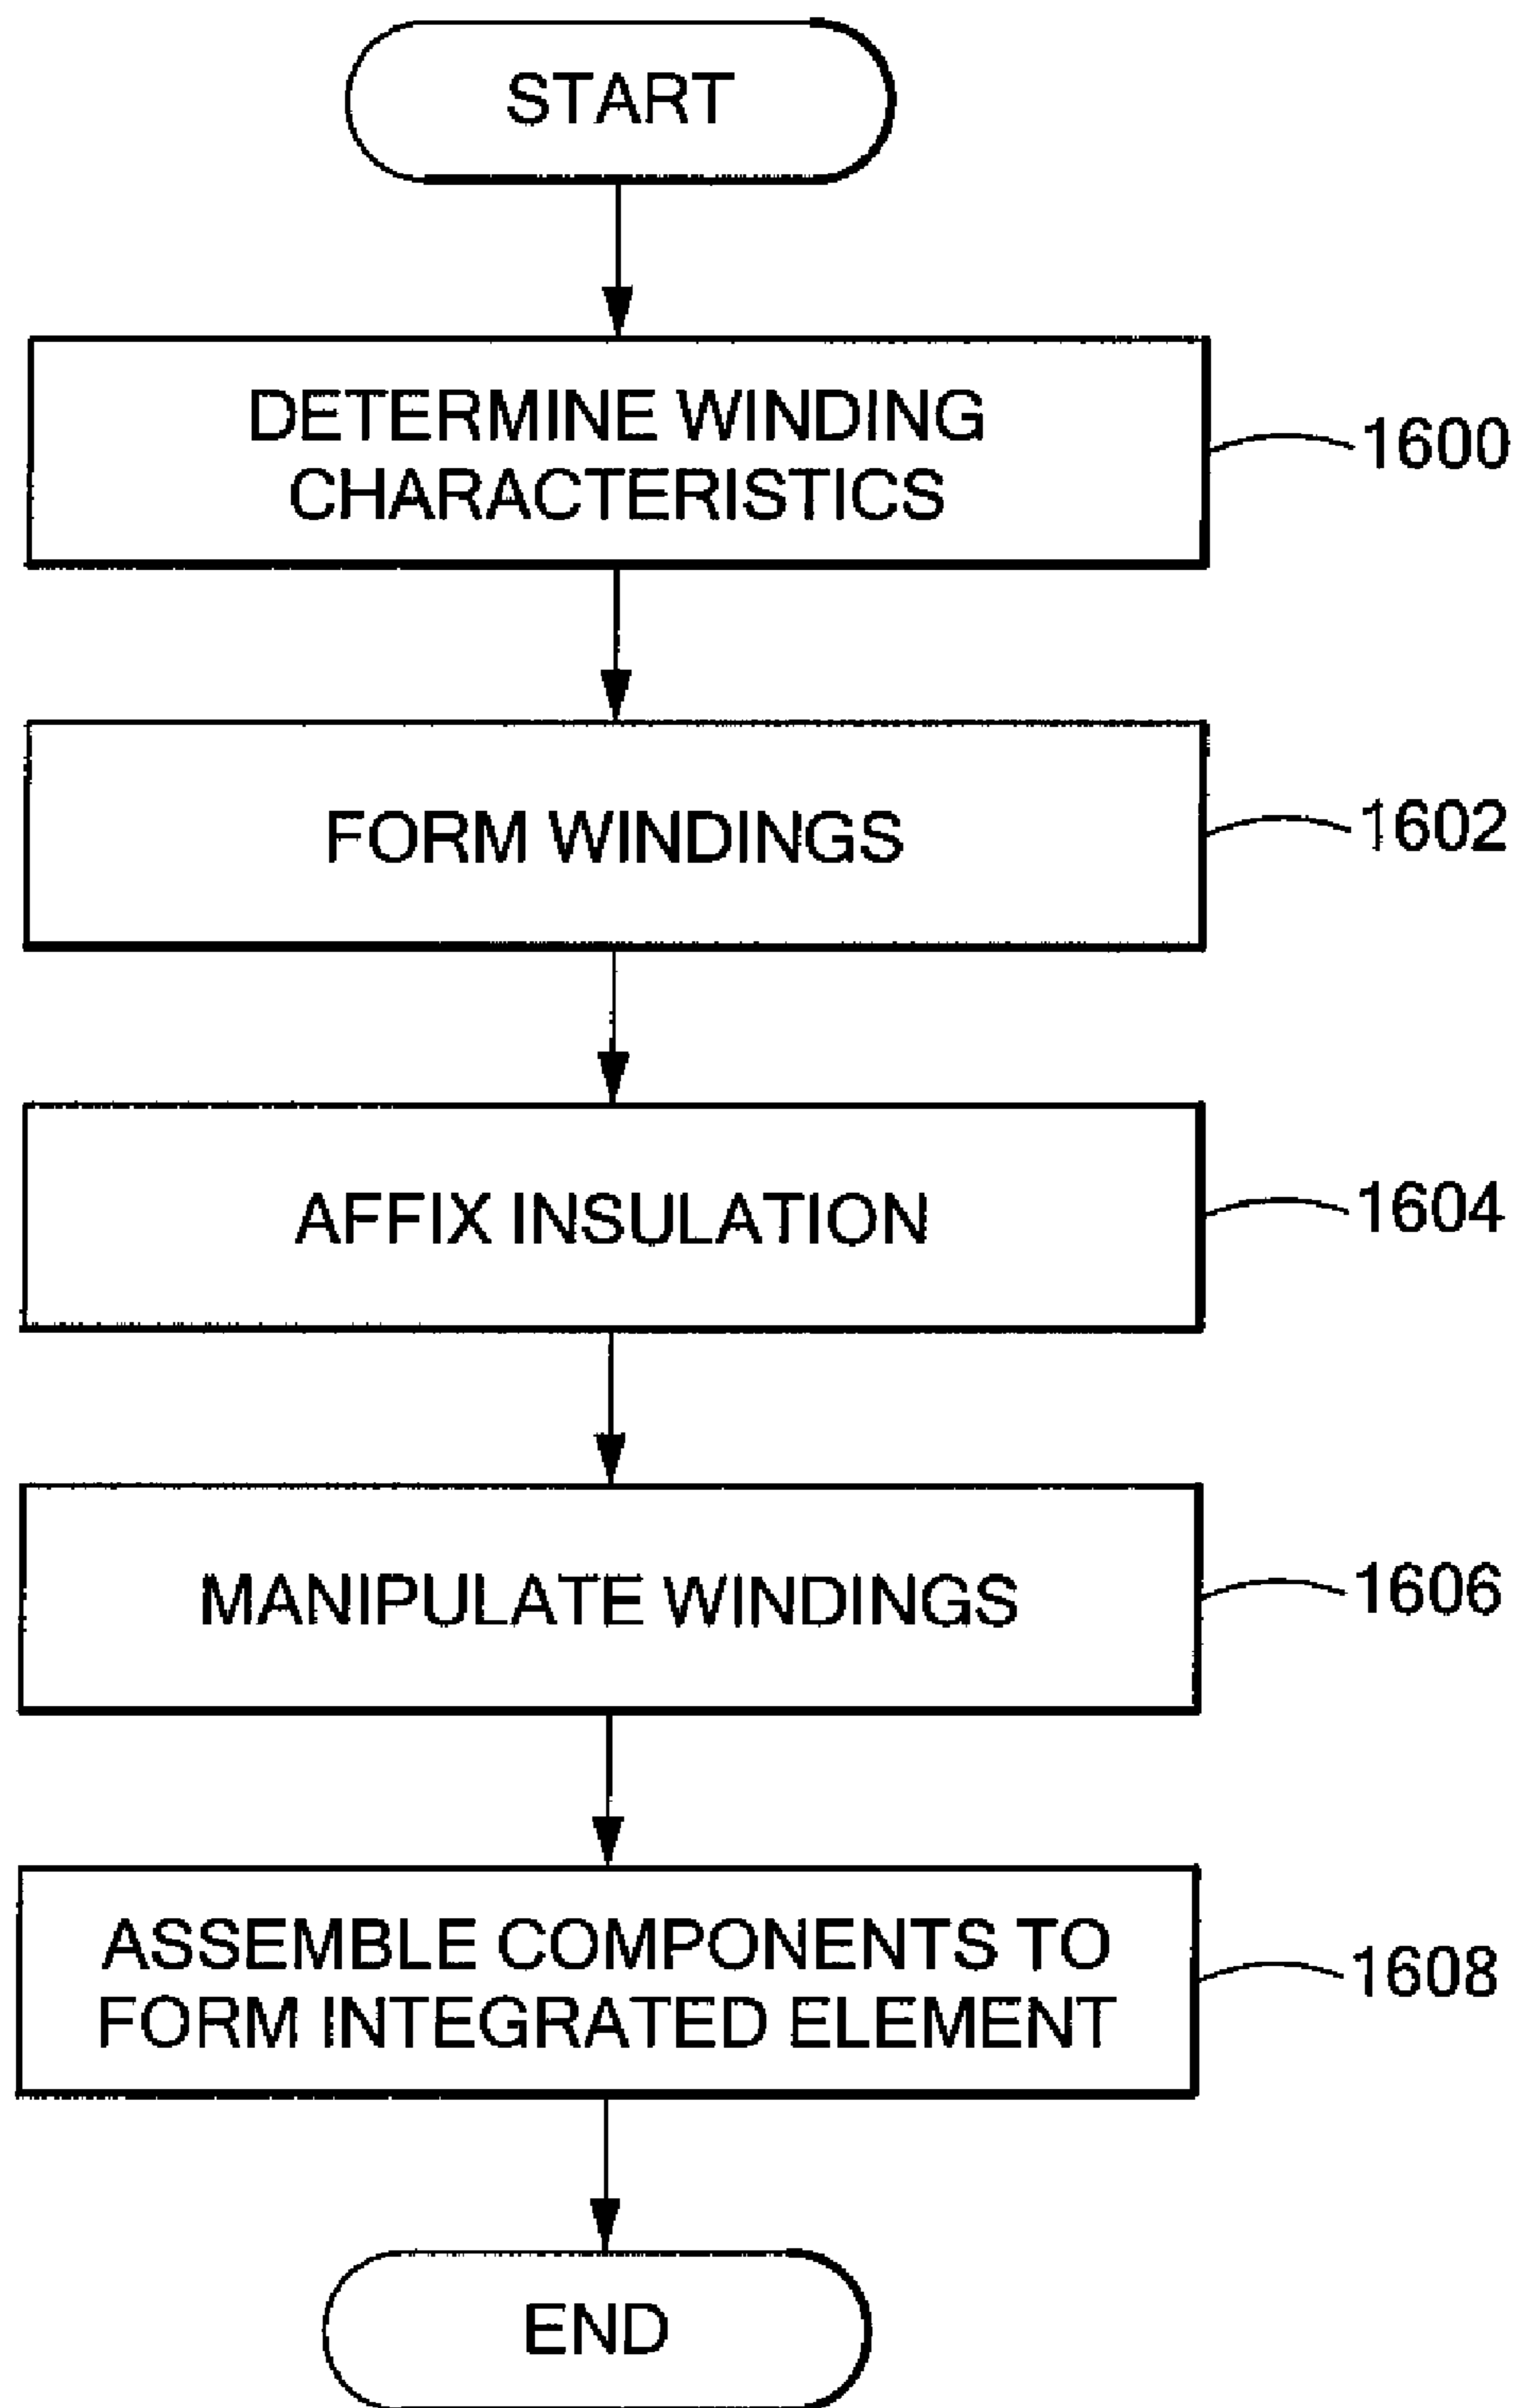 START
DETERMINE WINDING
CHARACTERISTICS
1600
FORM WINDINGS
1602
AFFIX INSULATION
1604
MANIPULATE WINDINGS
1606
ASSEMBLE COMPONENTS TO
FORM INTEGRATED ELEMENT
1608
END